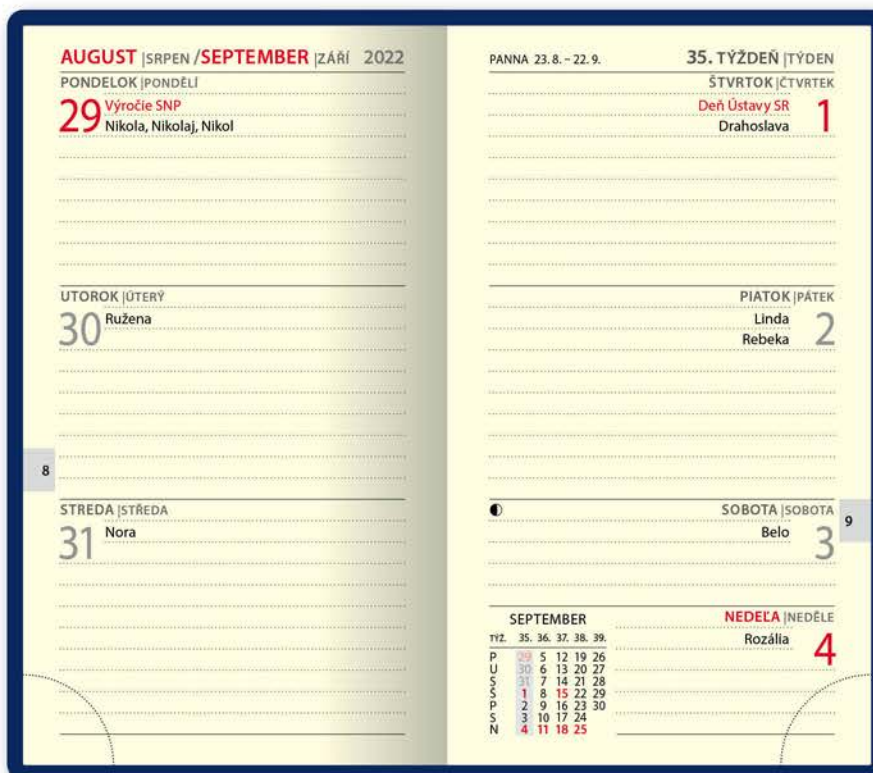 AUGUST |SRPEN /SEPTEMBER |ZÁŘÍ 2022
PONDELOK |PONDĚLÍ
29 Výročie SNP
Nikola, Nikolaj, Nikol
UTOROK |ÚTERÝ
30 Ružena
8
STREDA |STŘEDA
31 Nora
PANNA 23. 8. – 22. 9. 35. TÝŽDEŇ |TÝDEN
ŠTVRTOK |ČTVRTEK
Deň Ústavy SR 1
Drahoslava
PIATOK |PÁTEK
Linda 2
Rebeka
SOBOTA |SOBOTA
9
Belo 3
NEDEĽA |NEDĚLE
Rozália 4
SEPTEMBER
TÝŽ. 35. 36. 37. 38. 39.
P 29 5 12 19 26
U 30 6 13 20 27
S 31 7 14 21 28
Š 1 8 15 22 29
P 2 9 16 23 30
S 3 10 17 24
N 4 11 18 25